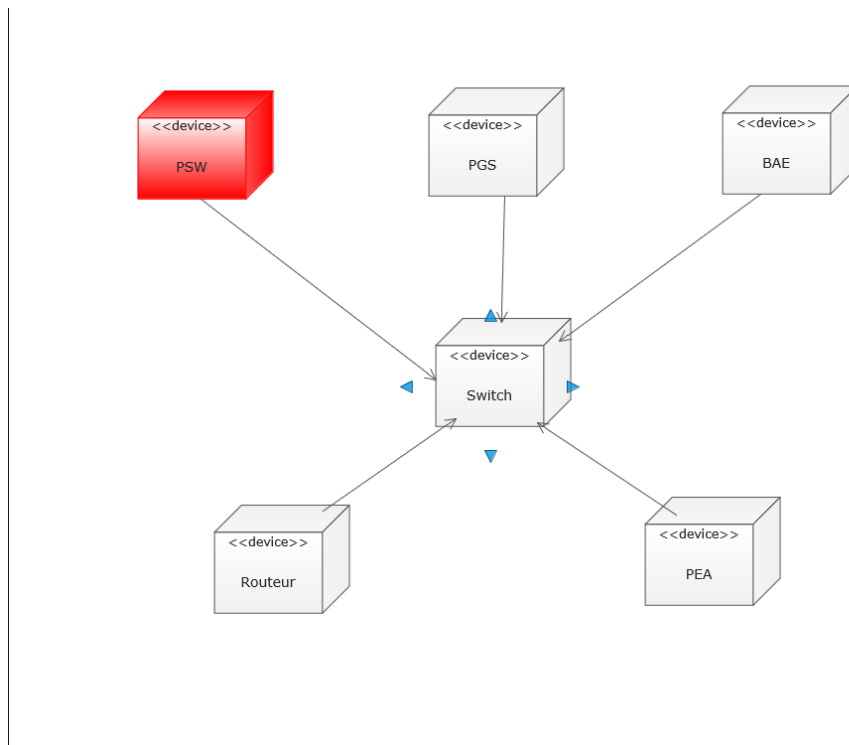 <<device>>
PSW
<<device>>
PGS
<<device>>
BAE
<<device>>
Switch
<<device>>
Routeur
<<device>>
PEA